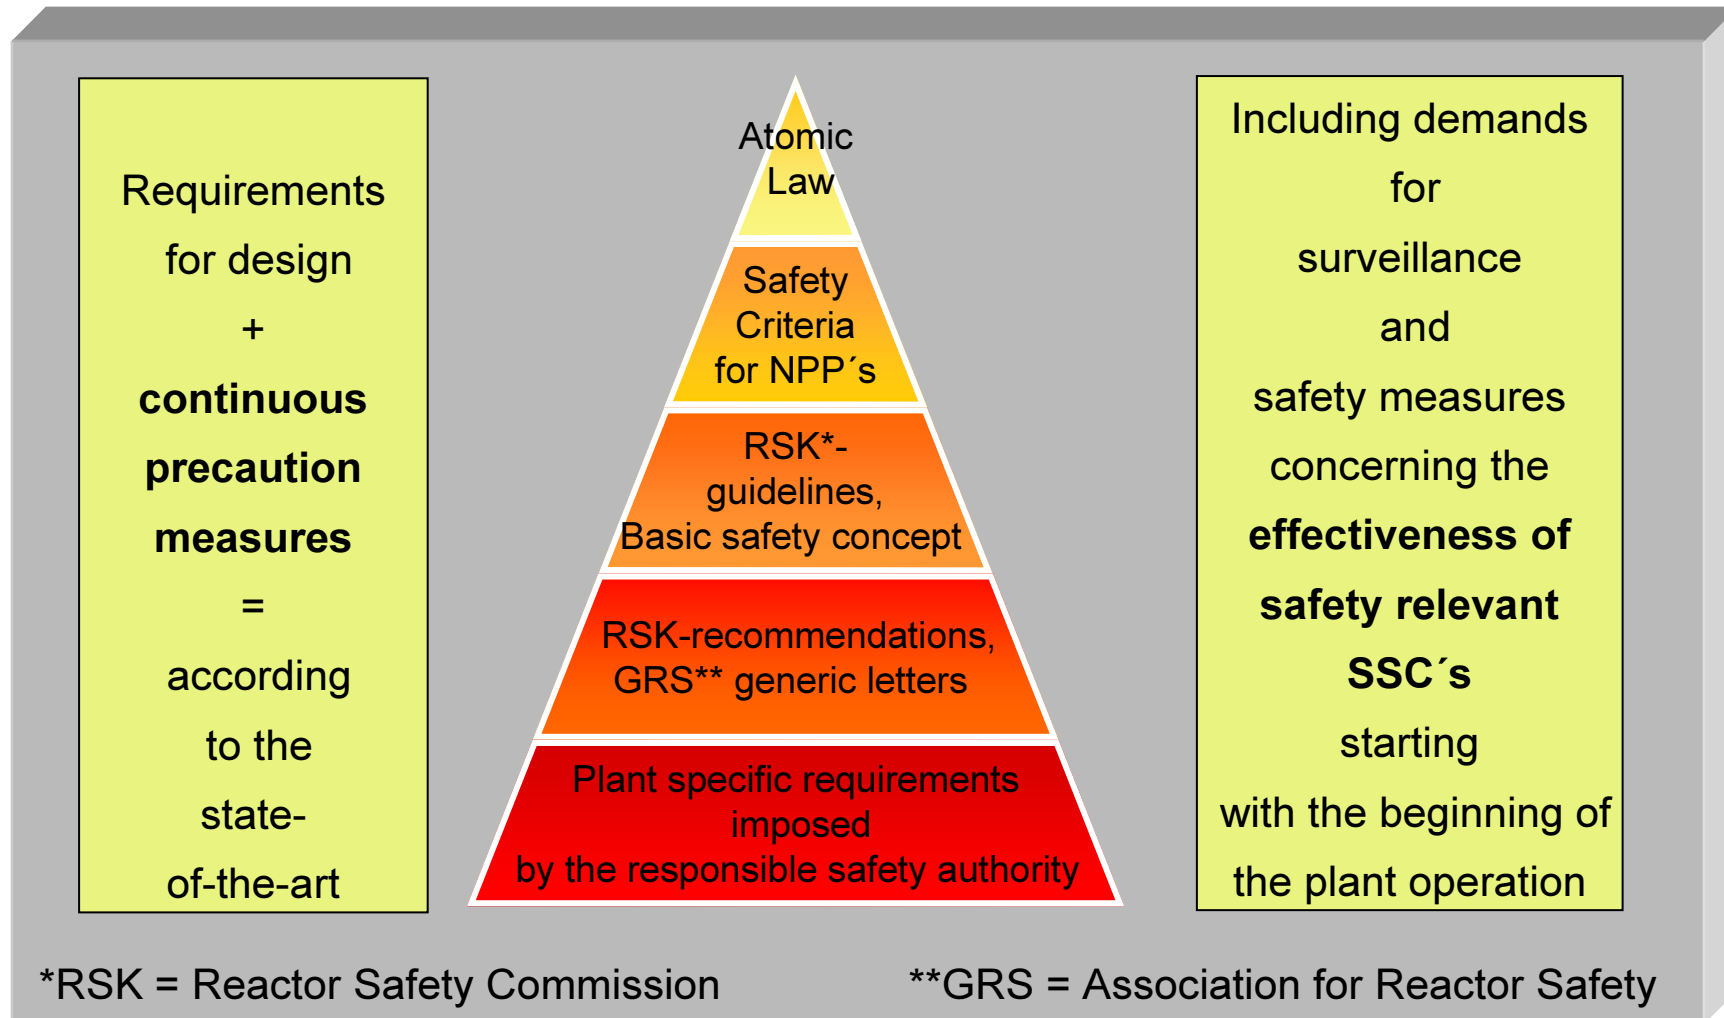 Requirements
for design
+
continuous
precaution
measures
=
according
to the
state-
of-the-art
Atomic
Law
Safety
Criteria
for NPP´s
RSK*-
guidelines,
Basic safety concept
RSK-recommendations,
GRS** generic letters
Plant specific requirements
imposed
by the responsible safety authority
Including demands
for
surveillance
and
safety measures
concerning the
effectiveness of
safety relevant
SSC´s
starting
with the beginning of
the plant operation
*RSK = Reactor Safety Commission
**GRS = Association for Reactor Safety